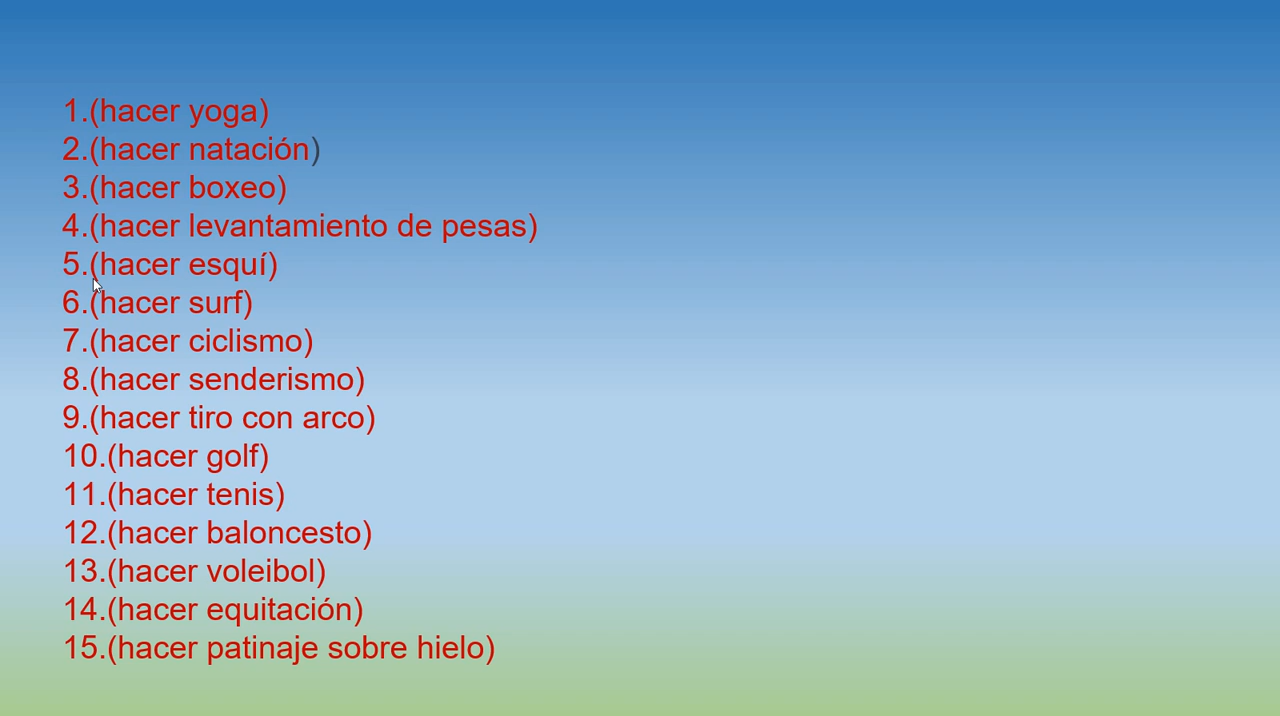 1.(hacer yoga)
2.(hacer natación)
3.(hacer boxeo)
4.(hacer levantamiento de pesas)
5.(hacer esquí)
6.(hacer surf)
7.(hacer ciclismo)
8.(hacer senderismo)
9.(hacer tiro con arco)
10.(hacer golf)
11.(hacer tenis)
12.(hacer baloncesto)
13.(hacer voleibol)
14.(hacer equitación)
15.(hacer patinaje sobre hielo)